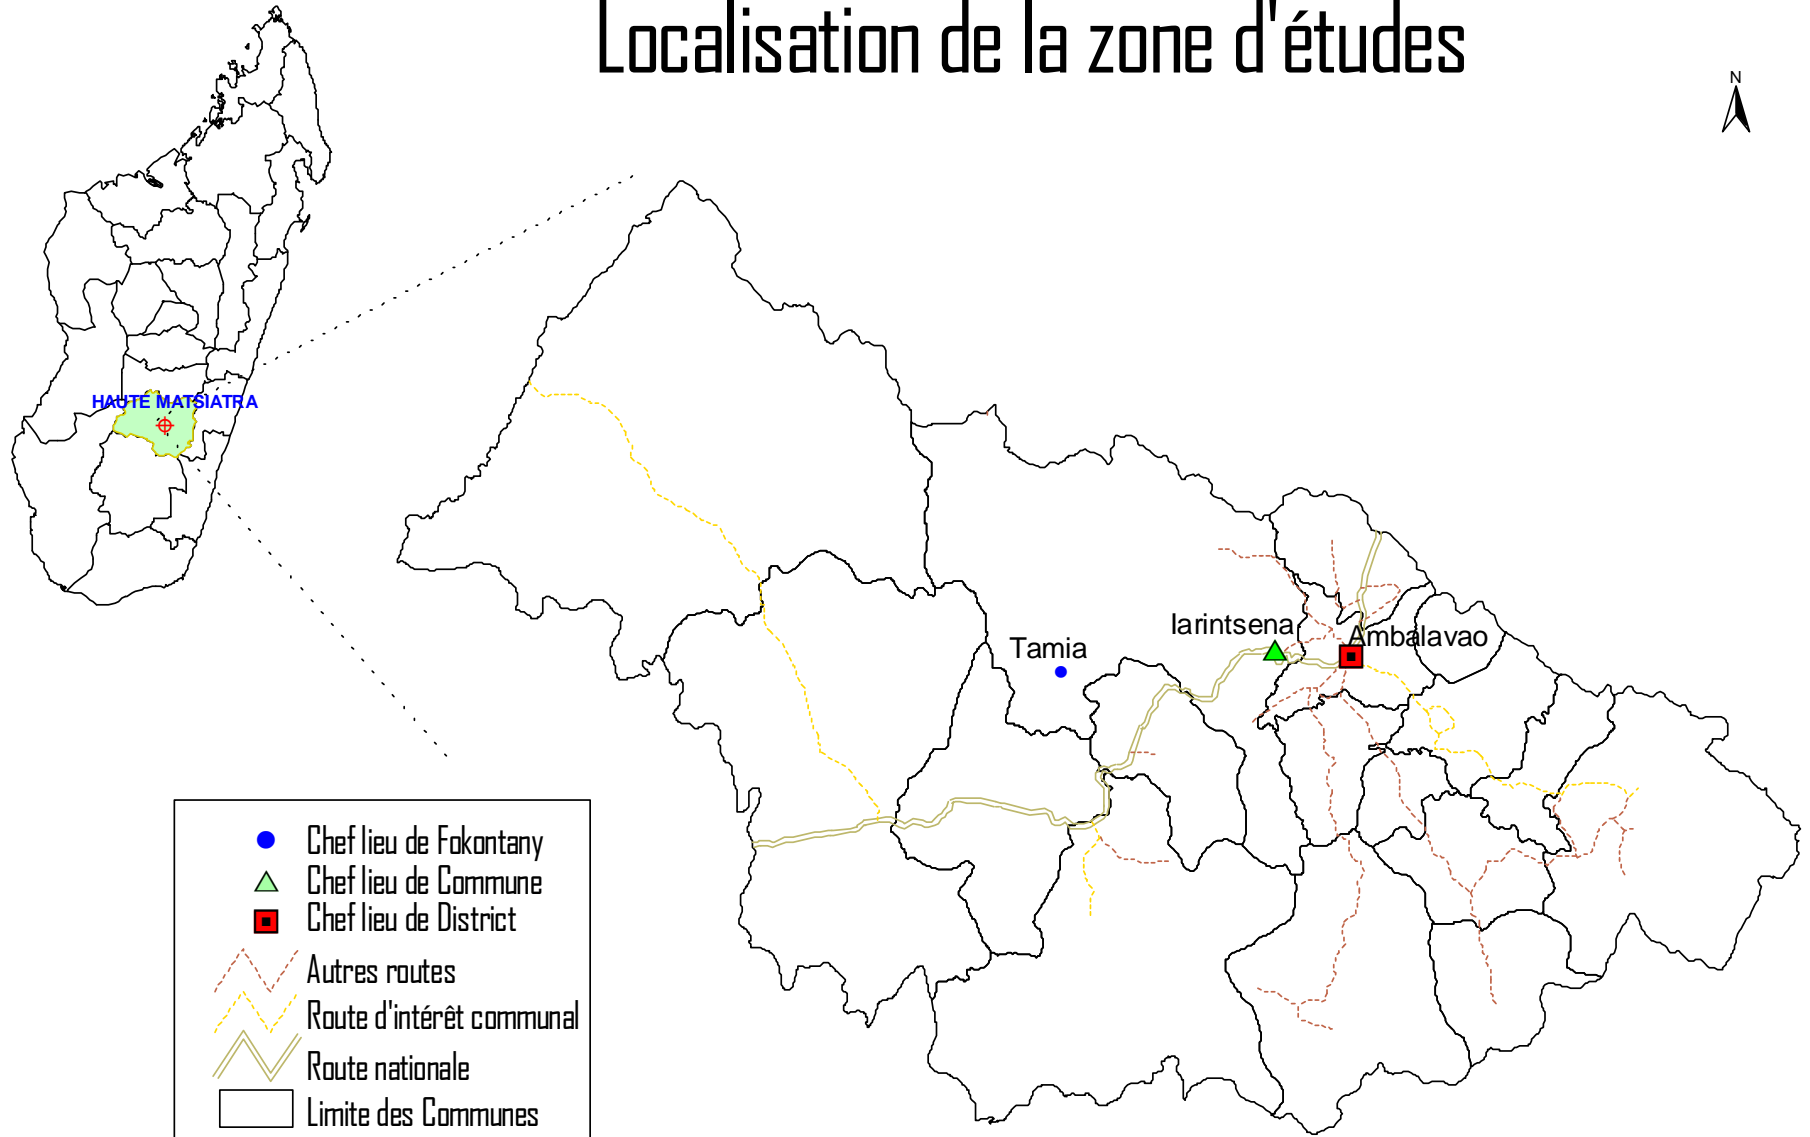 Localisation de la zone d'études
N
HAUTE MATSIATRA
Iarintsena
Ambalavao
Tamia
Chef lieu de Fokontany
Chef lieu de Commune
Chef lieu de District
Autres routes
Route d'intérêt communal
Route nationale
Limite des Communes